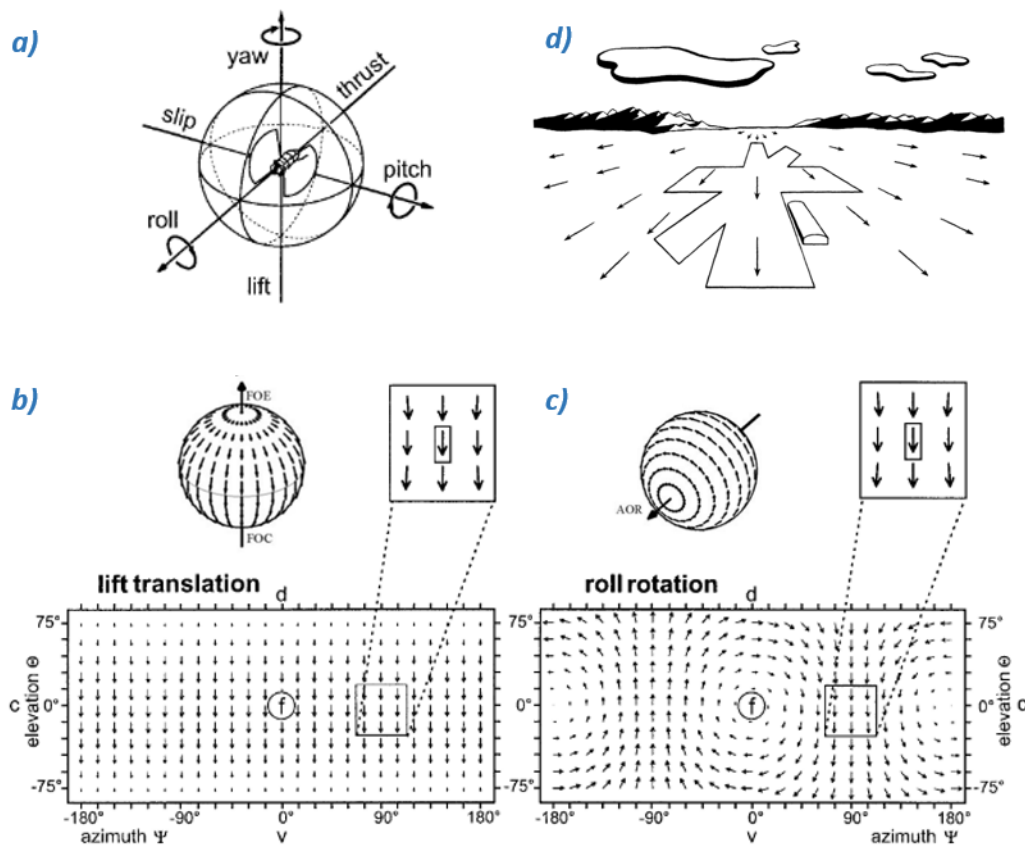 a)
yaw
thrust
slip
pitch
roll
lift
d)
b)
FOE
FOC
lift translation
d
75°
0°
-75°
c
elevation Θ
f
-180°
-90°
0°
90°
180°
azimuth Ψ
v
c)
AOR
roll rotation
d
75°
0°
-75°
c
elevation Θ
f
-180°
-90°
0°
90°
180°
v
azimuth Ψ